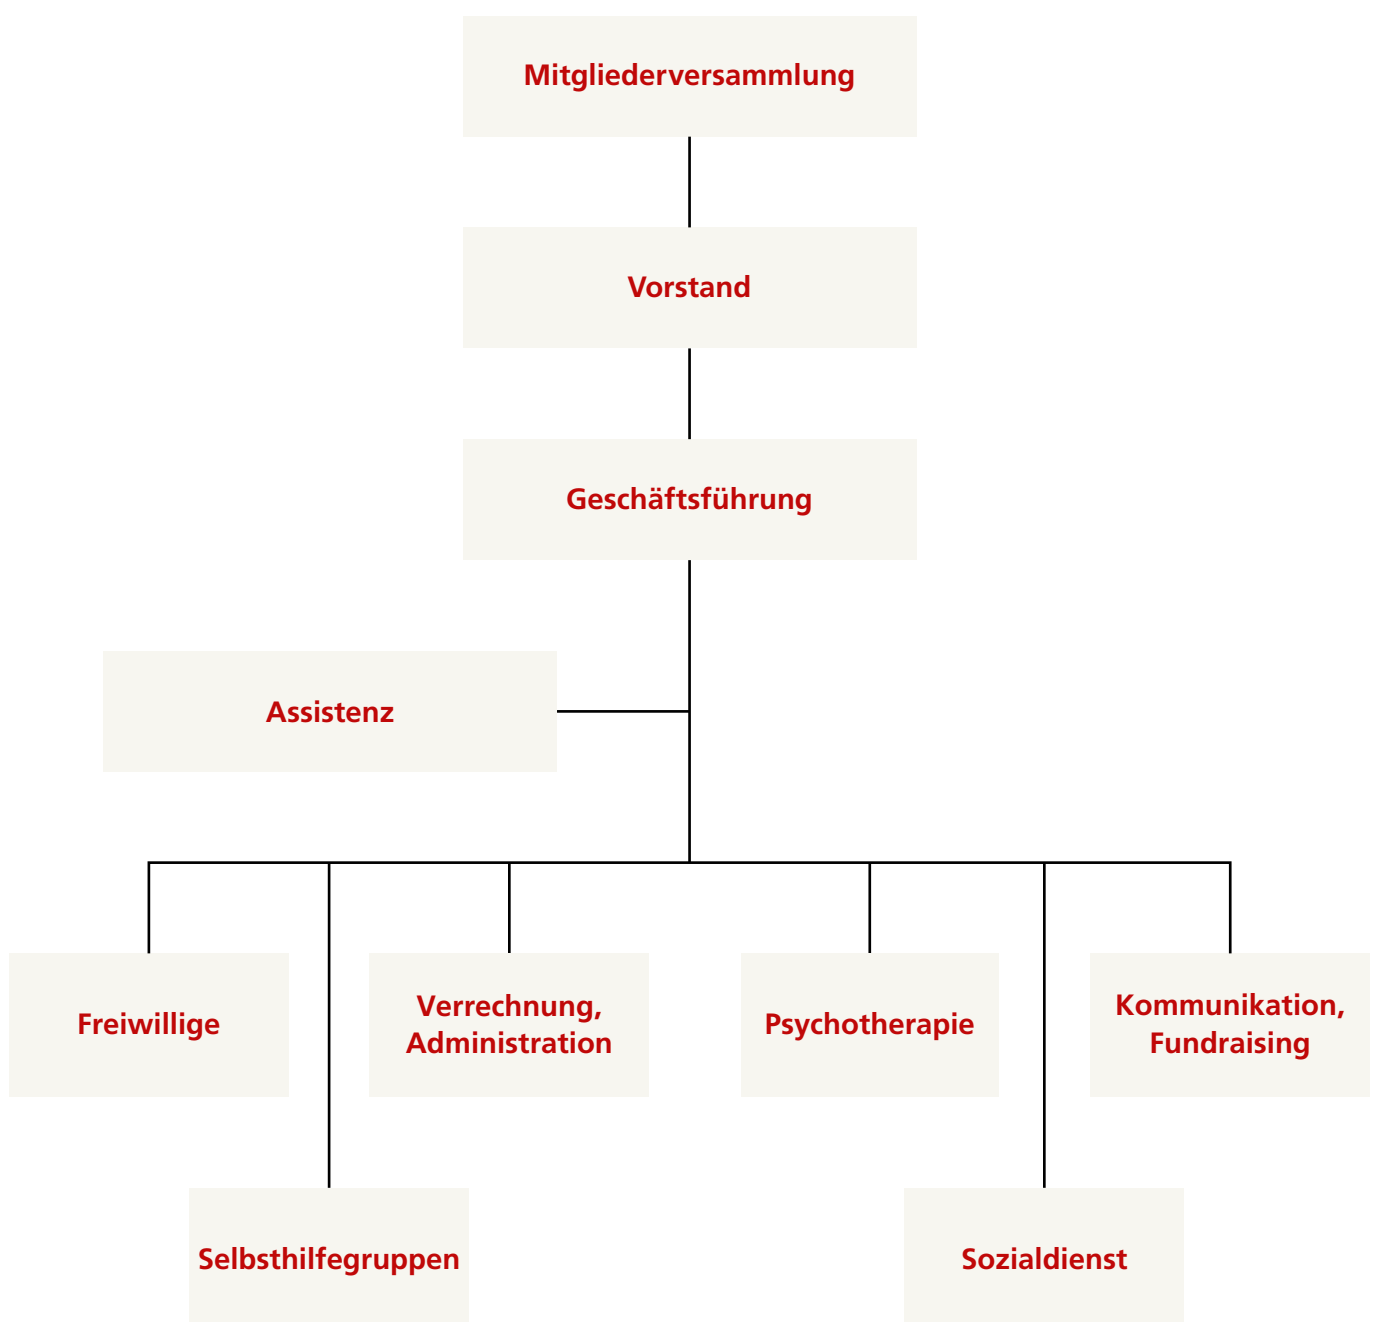 Mitgliederversammlung
Vorstand
Geschäftsführung
Assistenz
Freiwillige
Verrechnung,
Administration
Psychotherapie
Kommunikation,
Fundraising
Selbsthilfegruppen
Sozialdienst